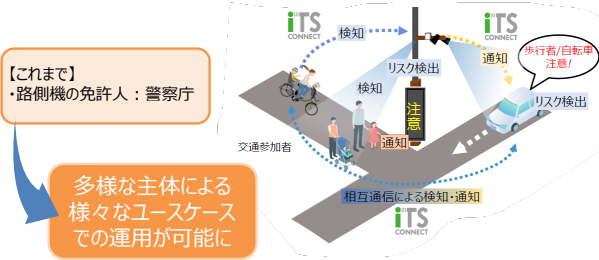 【これまで】
・路側機の免許人：警察庁
多様な主体による
様々なユースケース
での運用が可能に
iTS
CONNECT
検知
iTS
CONNECT
通知
歩行者/自転車
注意!
リスク検出
検知
リスク検出
注意
交通参加者
通知
相互通信による検知・通知
iTS
CONNECT